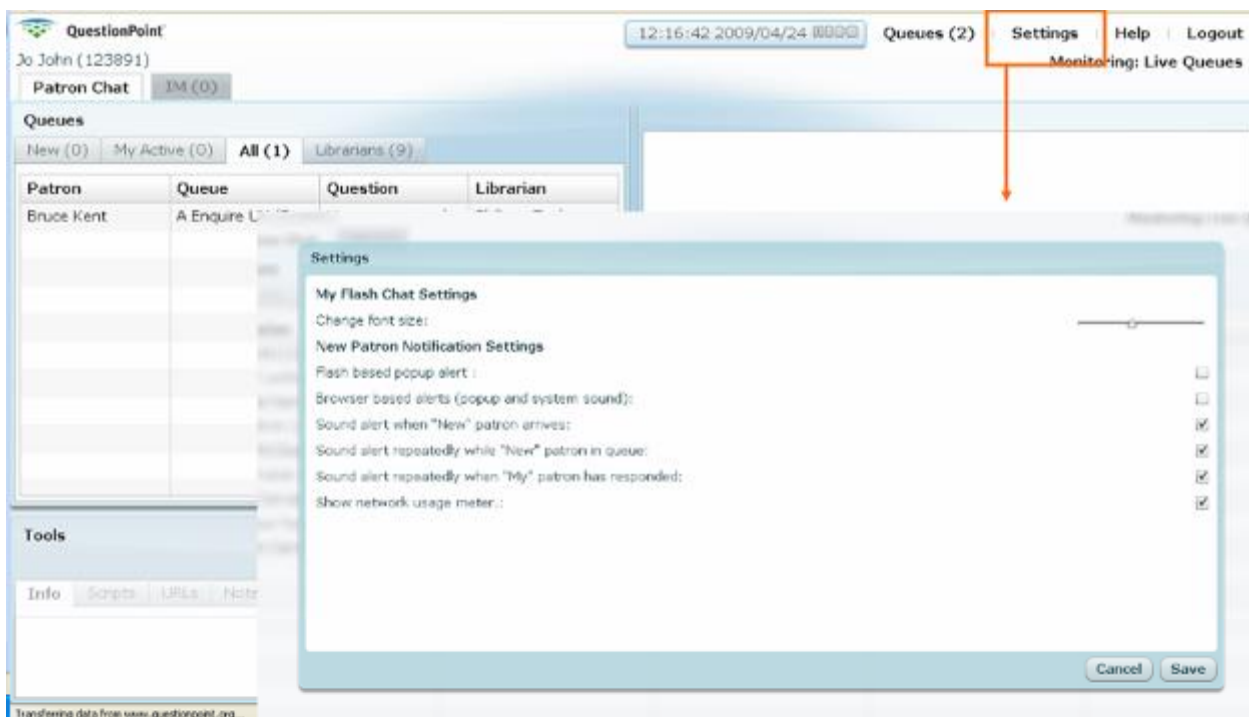 QuestionPoint
12:16:42 2009/04/24
Queues (2) Settings Help Logout
Jo John (123891)
Monitoring: Live Queues
Patron Chat IM (0)
Queues
New (0) My Active (0) All (1) Librarians (9)
Patron Queue Question Librarian
Bruce Kent A Enquire
Settings
My Flash Chat Settings
Change font size:
New Patron Notification Settings
Flash based popup alert :
Browser based alerts (popup and system sound):
Sound alert when "New" patron arrives:
Sound alert repeatedly while "New" patron in queue:
Sound alert repeatedly when "My" patron has responded:
Show network usage meter.:
Tools
Info Scripts URLs
Cancel Save
Transferring data from www.questionpoint.org...